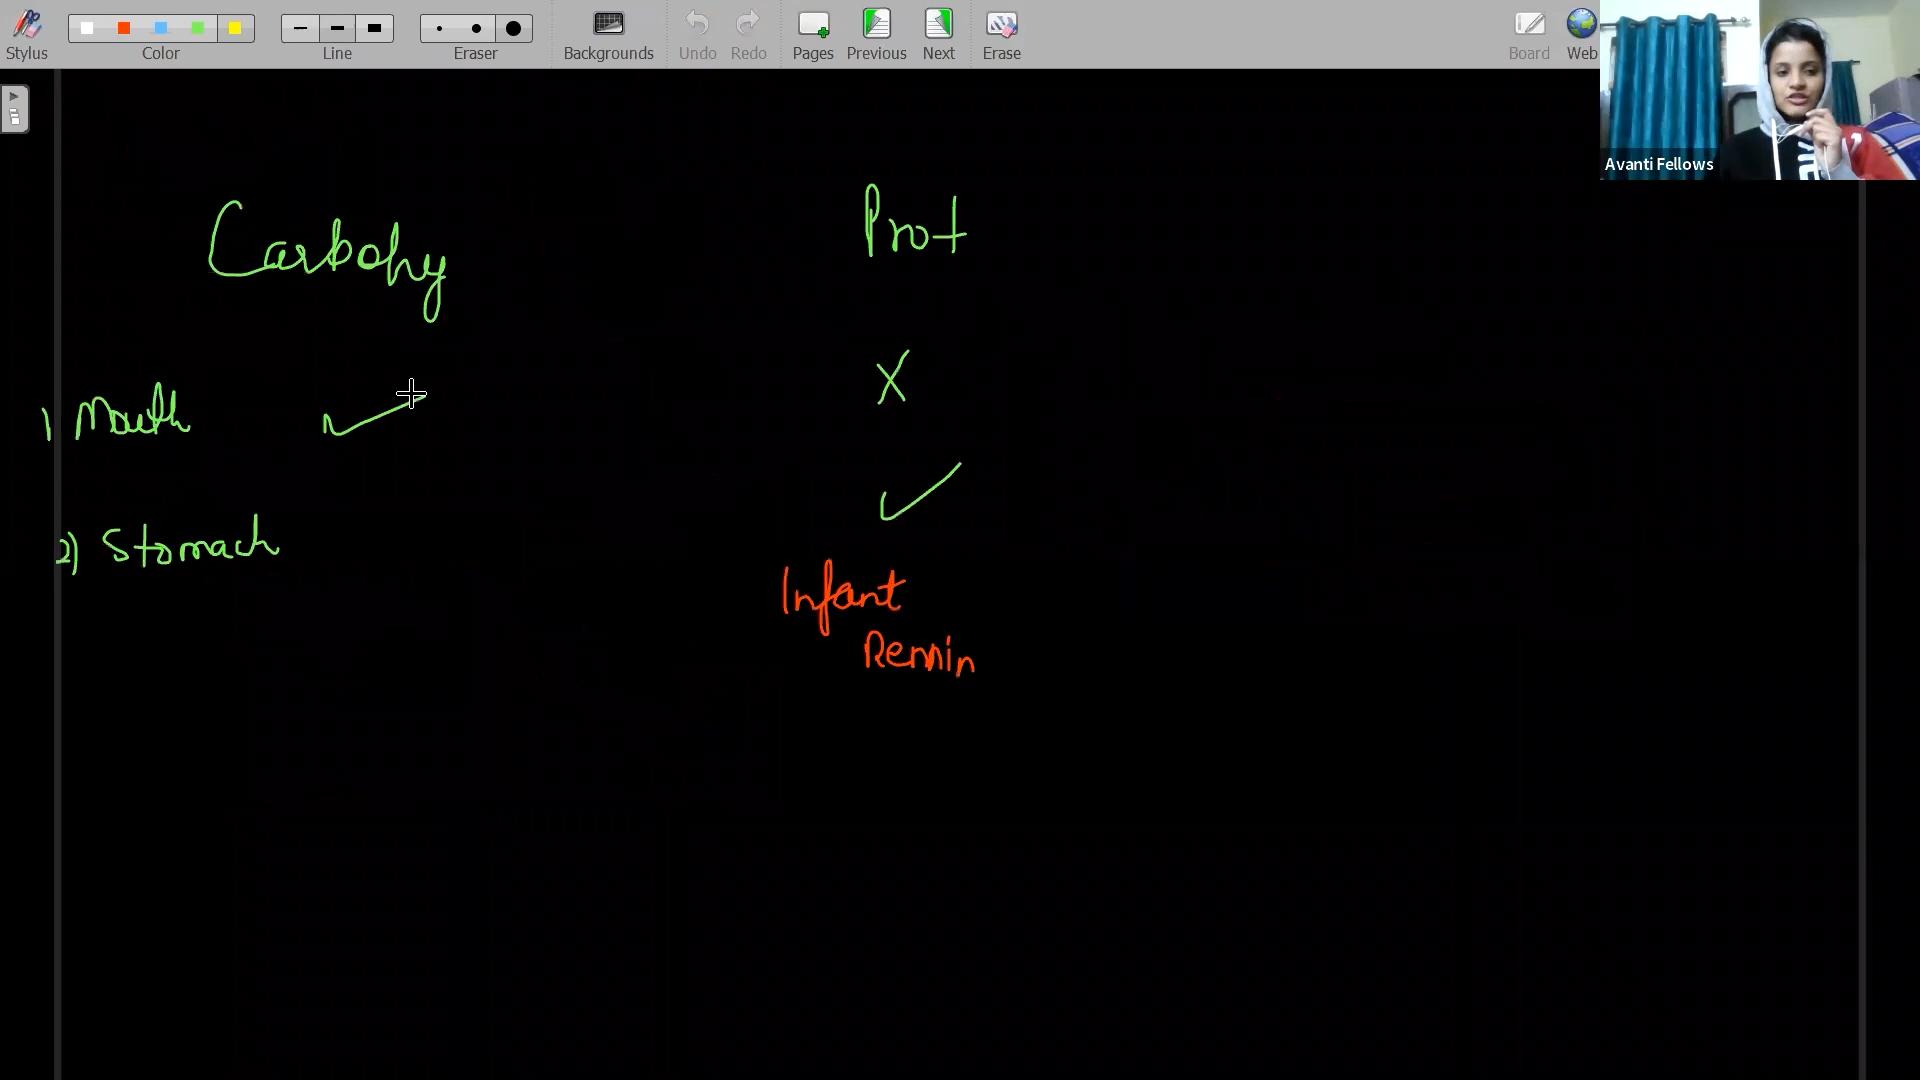 Stylus
Color
Line
Eraser
Backgrounds
Undo
Redo
Pages
Previous
Next
Erase
Board
Web
Avanti Fellows
Carbohy
Prot
1 Mouth ✓
X
2) Stomach
✓
Infant
Rennin